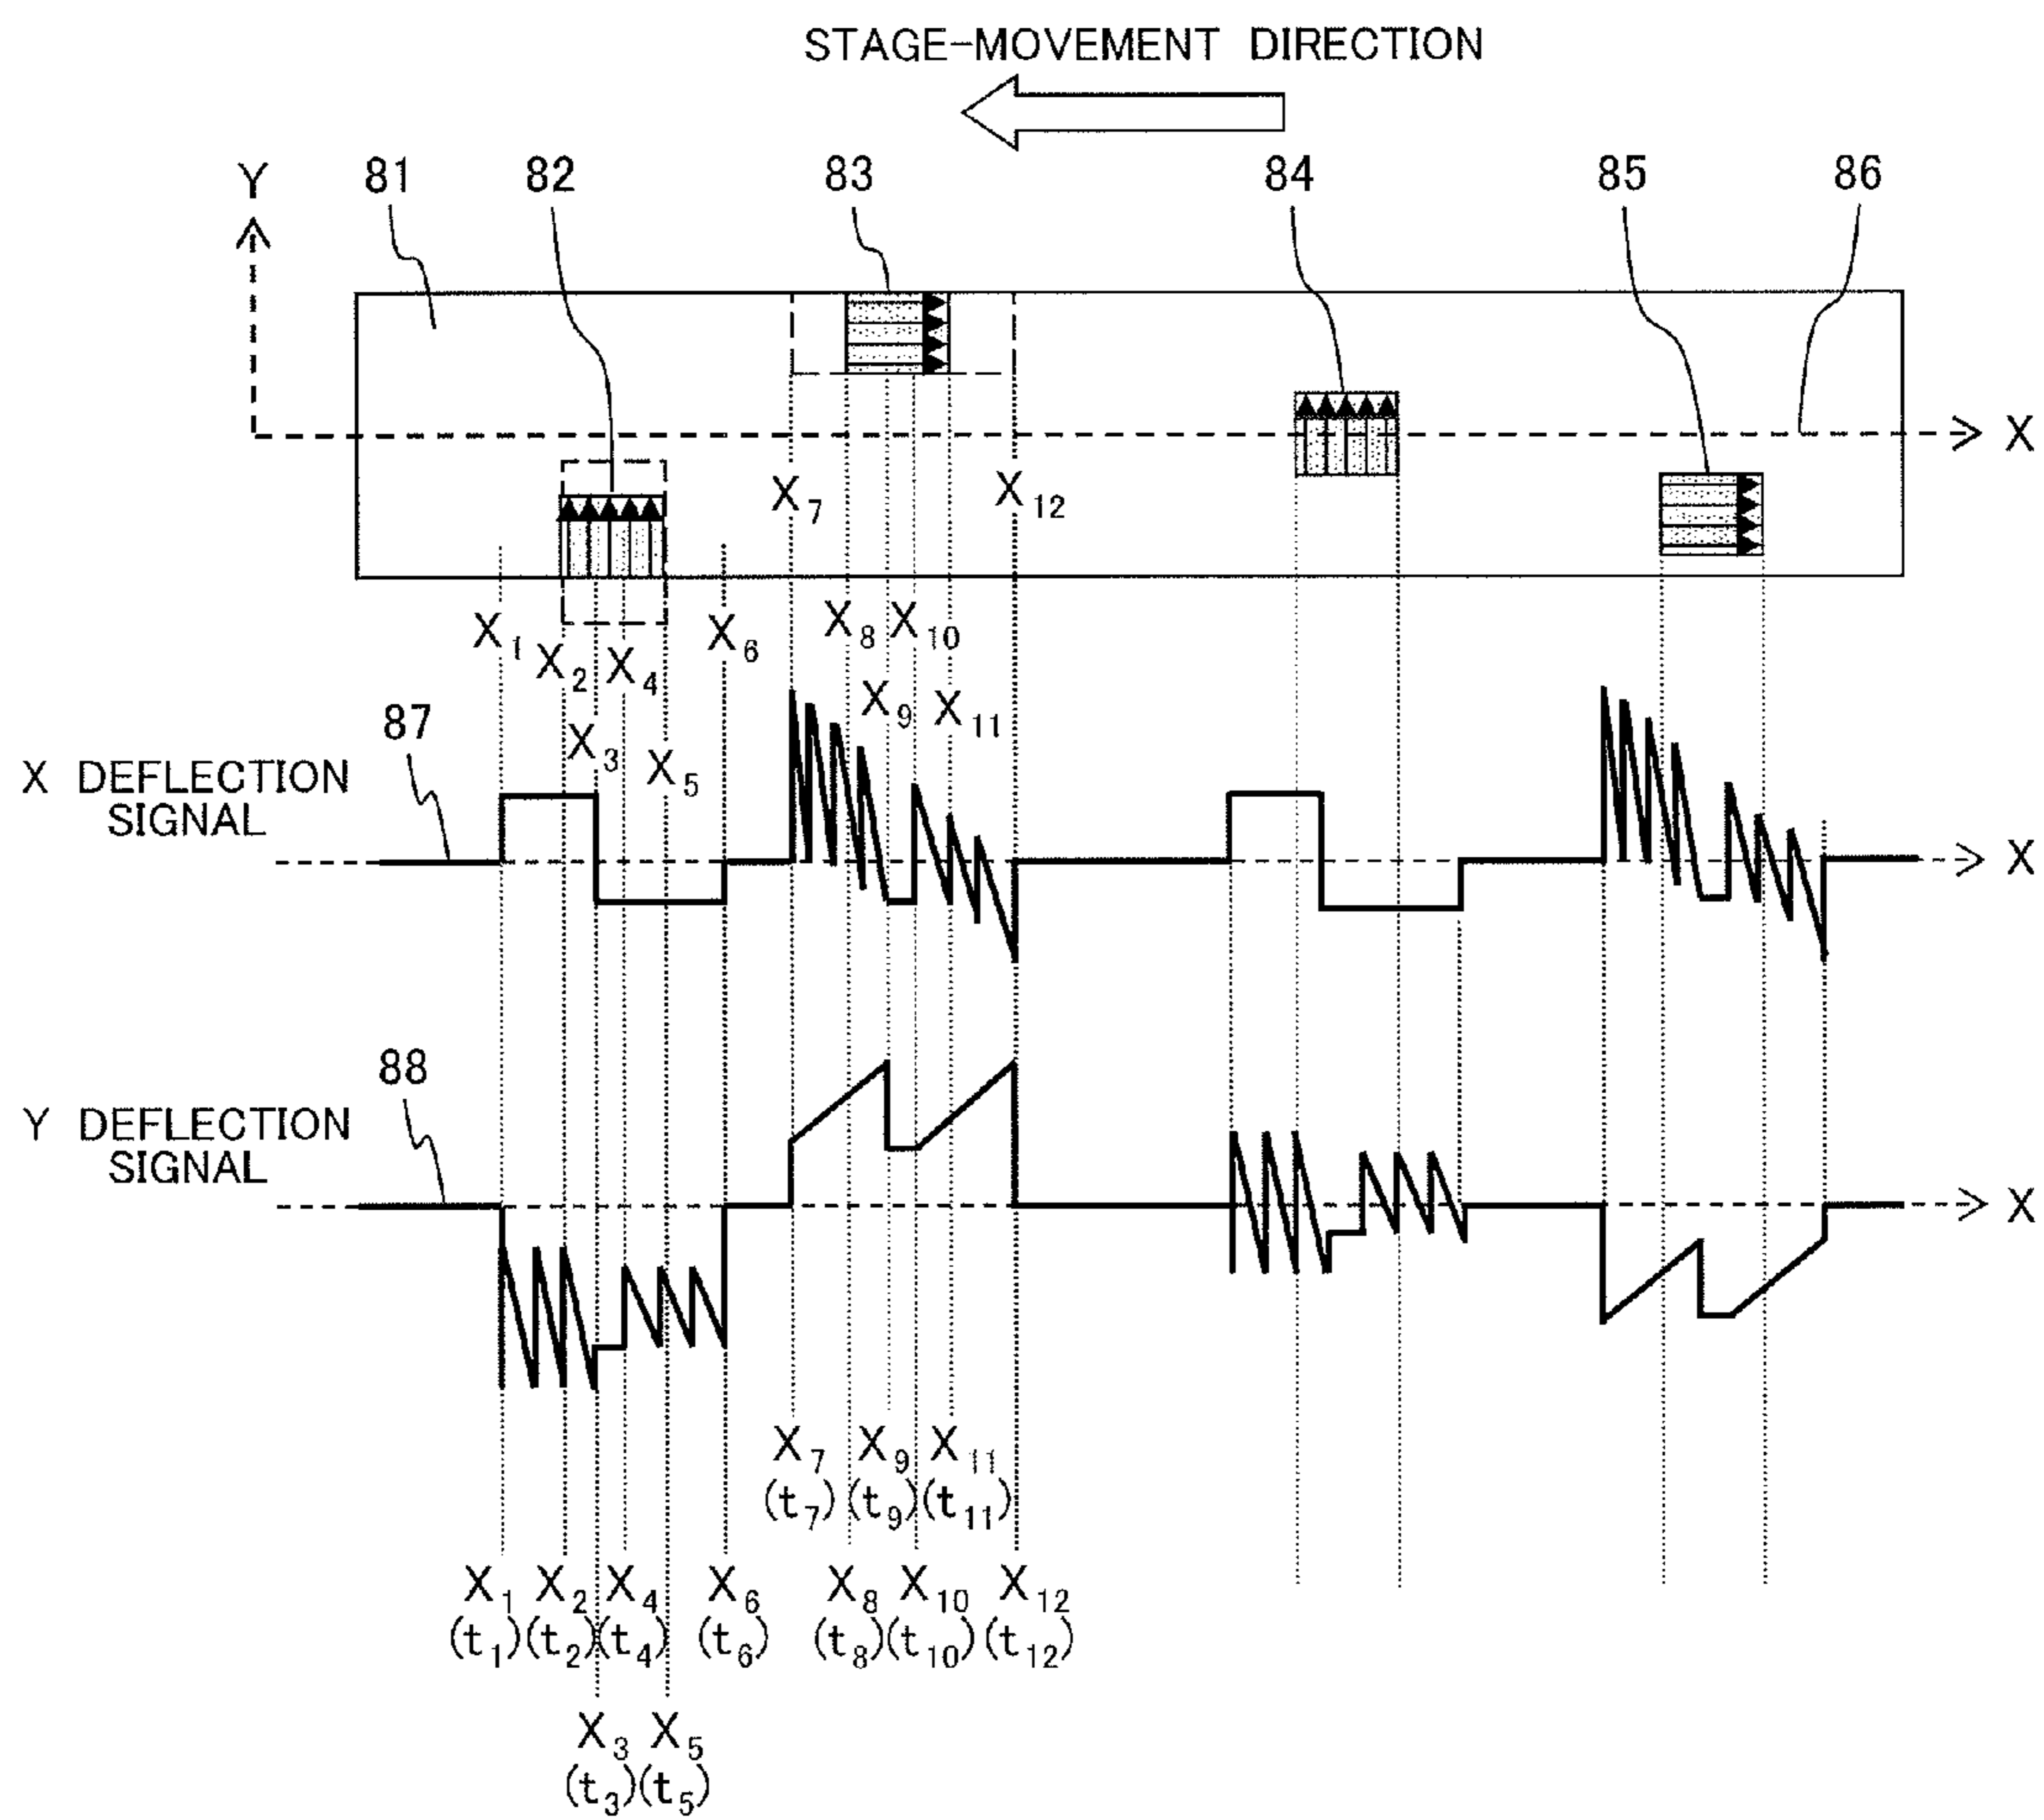 STAGE-MOVEMENT DIRECTION
Y 81 82 83 84 85 86
X
X7 X12
X1 X2 X4 X6 X8 X10
X3 X5 X9 X11
87
X DEFLECTION
SIGNAL
X
88
Y DEFLECTION
SIGNAL
X
X7 X9 X11
(t7) (t9) (t11)
X1 X2 X4 X6 X8 X10 X12
(t1) (t2) (t4) (t6) (t8) (t10) (t12)
X3 X5
(t3) (t5)